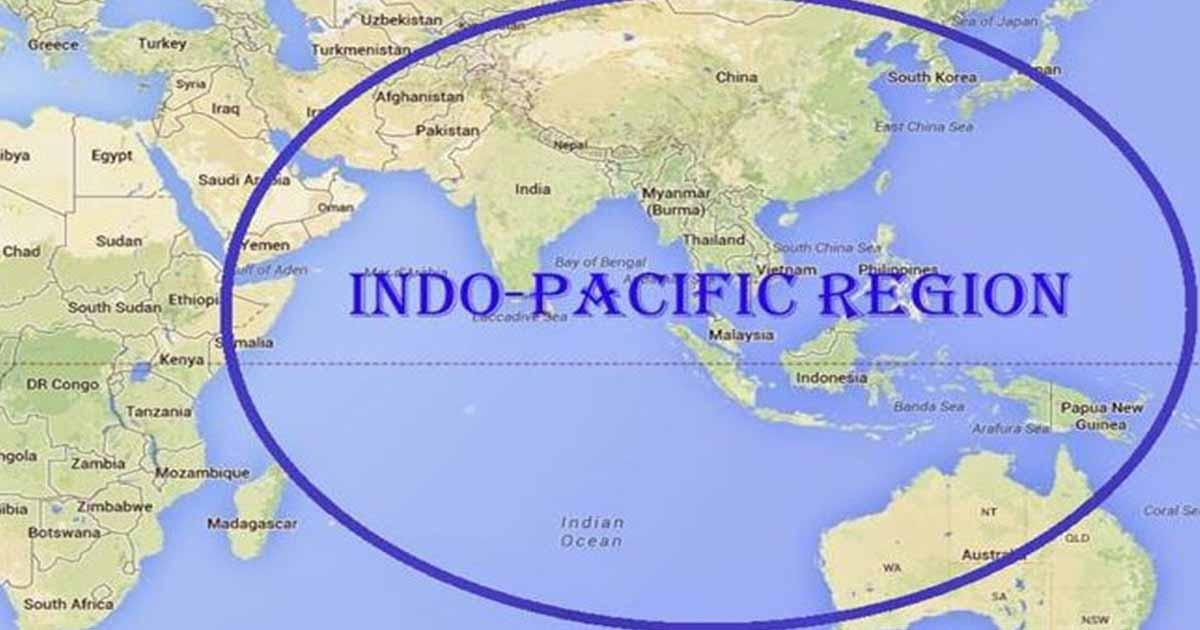 Uzbekistan
Sea of Japan
Greece
Turkey
Turkmenistan
China
South Korea
Syria
Afghanistan
Iraq
Pakistan
East China Sea
Nepal
Egypt
Saudi Arabia
India
Myanmar
(Burma)
Oman
Sudan
Yemen
Thailand
Chad
South China Sea
Bay of Bengal
Gulf of Aden
Vietnam
Philippines
INDO-PACIFIC REGION
South Sudan
Ethiopi
Laccadive Sea
Malaysia
Somalia
Kenya
DR Congo
Indonesia
Tanzania
Banda Sea
Papua New
Guinea
Arafura Sea
ngola
Zambia
Mozambique
Zimbabwe
ibia
Botswana
Madagascar
Indian
Ocean
NT
Coral Se
QLD
Australia
WA
SA
South Africa
NSW